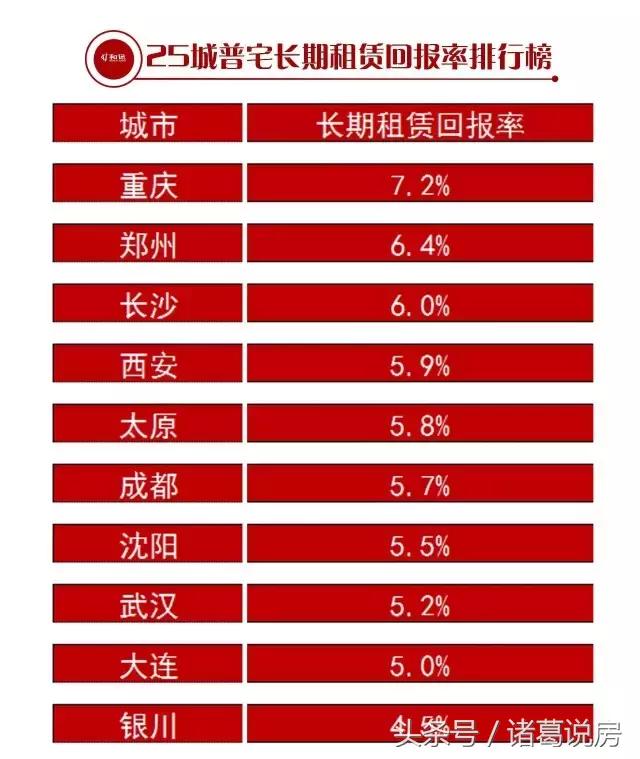 和讯
25城普宅长期租赁回报率排行榜
城市 长期租赁回报率
重庆 7.2%
郑州 6.4%
长沙 6.0%
西安 5.9%
太原 5.8%
成都 5.7%
沈阳 5.5%
武汉 5.2%
大连 5.0%
银川 4.5%
头条号 / 诸葛说房